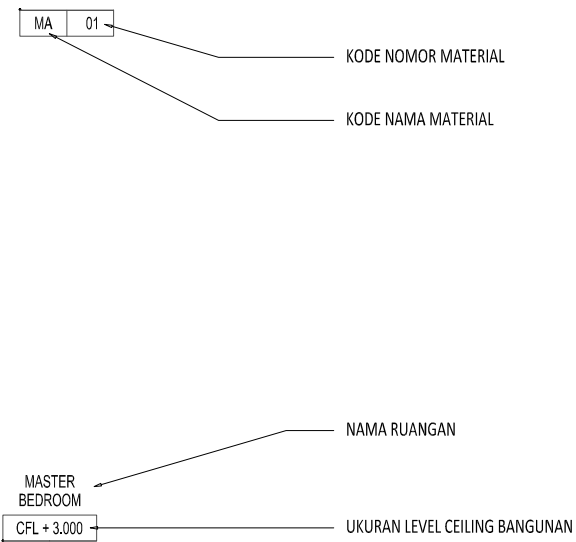 MA 01
KODE NOMOR MATERIAL
KODE NAMA MATERIAL
NAMA RUANGAN
MASTER
BEDROOM
CFL + 3.000
UKURAN LEVEL CEILING BANGUNAN